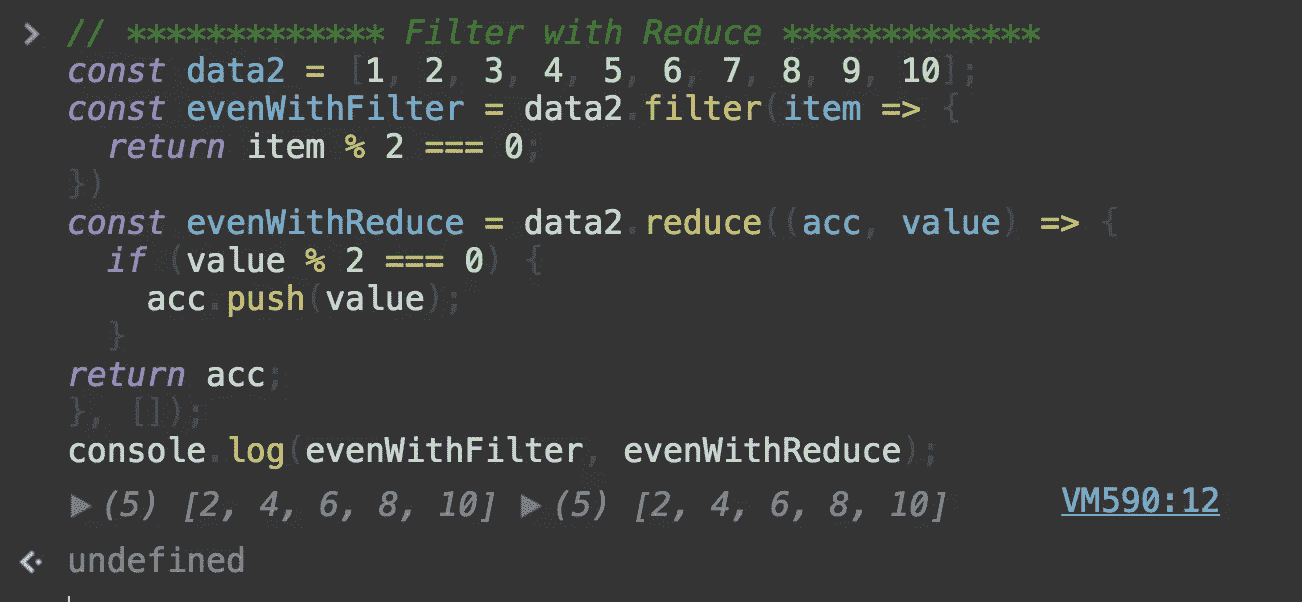 > // ************* Filter with Reduce *************
const data2 = [1, 2, 3, 4, 5, 6, 7, 8, 9, 10];
const evenWithFilter = data2.filter(item => {
  return item % 2 === 0;
})
const evenWithReduce = data2.reduce((acc, value) => {
  if (value % 2 === 0) {
    acc.push(value);
  }
return acc;
}, []);
console.log(evenWithFilter, evenWithReduce);
▶(5) [2, 4, 6, 8, 10] ▶(5) [2, 4, 6, 8, 10] VM590:12
undefined